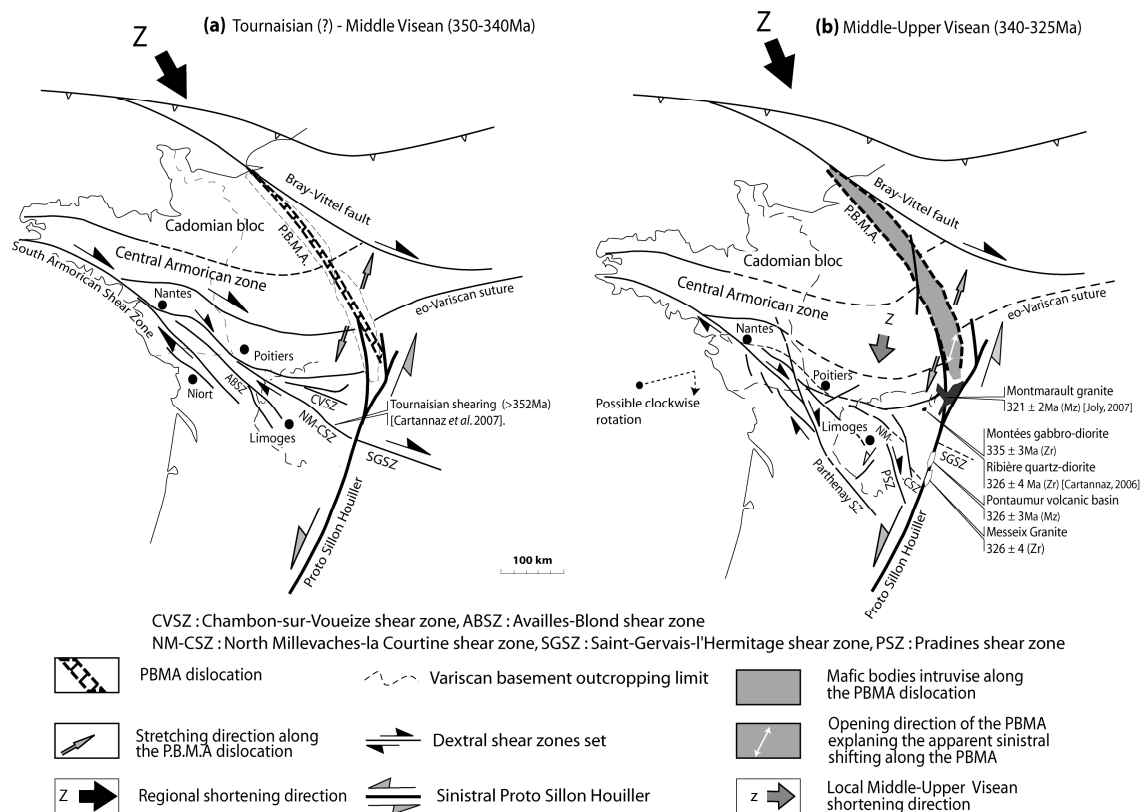 (a) Tournaisian (?) - Middle Visean (350-340Ma)
Z
Bray-Vittel fault
P.B.M.A.
Cadomian bloc
Central Armorican zone
South Armorican Shear Zone
eo-Variscan suture
Nantes
Poitiers
Niort
ABSZ
CVSZ
NM-CSZ
Limoges
SGSZ
Tournaisian shearing (>352Ma)
[Cartannaz et al. 2007].
Proto Sillon Houiller
100 km
(b) Middle-Upper Visean (340-325Ma)
Z
Bray-Vittel fault
P.B.M.A.
Cadomian bloc
Central Armorican zone
eo-Variscan suture
Z
Nantes
Poitiers
Possible clockwise
rotation
Limoges
NM-
CSZ
PSZ
SGSZ
Parthenay SZ
Proto Sillon Houiller
Montmarault granite
321 ± 2Ma (Mz) [Joly, 2007]
Montées gabbro-diorite
335 ± 3Ma (Zr)
Ribière quartz-diorite
326 ± 4 Ma (Zr) [Cartannaz, 2006]
Pontaumur volcanic basin
326 ± 3Ma (Mz)
Messeix Granite
326 ± 4 (Zr)
CVSZ : Chambon-sur-Voueize shear zone, ABSZ : Availles-Blond shear zone
NM-CSZ : North Millevaches-la Courtine shear zone, SGSZ : Saint-Gervais-l'Hermitage shear zone, PSZ : Pradines shear zone
PBMA dislocation
Variscan basement outcropping limit
Mafic bodies intruvise along
the PBMA dislocation
Stretching direction along
the P.B.M.A dislocation
Dextral shear zones set
Opening direction of the PBMA
explaning the apparent sinistral
shifting along the PBMA
Z
Regional shortening direction
Sinistral Proto Sillon Houiller
z
Local Middle-Upper Visean
shortening direction